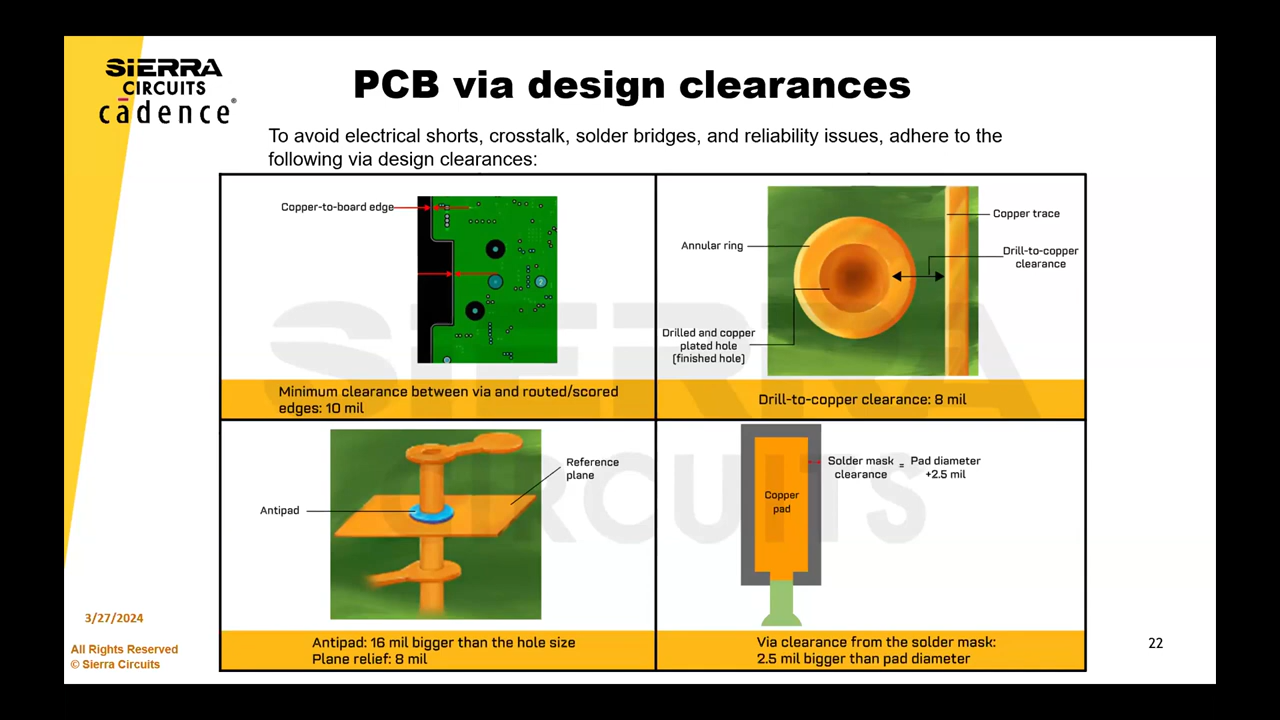 SIERRA
CIRCUITS
cādence®
PCB via design clearances
To avoid electrical shorts, crosstalk, solder bridges, and reliability issues, adhere to the
following via design clearances:
Copper-to-board edge
Minimum clearance between via and routed/scored
edges: 10 mil
Annular ring
Copper trace
Drill-to-copper
clearance
Drilled and copper
plated hole
(finished hole)
Drill-to-copper clearance: 8 mil
Reference
plane
Antipad
Antipad: 16 mil bigger than the hole size
Plane relief: 8 mil
Copper
pad
Solder mask = Pad diameter
clearance +2.5 mil
Via clearance from the solder mask:
2.5 mil bigger than pad diameter
SIERRA
CIRCUITS
3/27/2024
All Rights Reserved
© Sierra Circuits
22